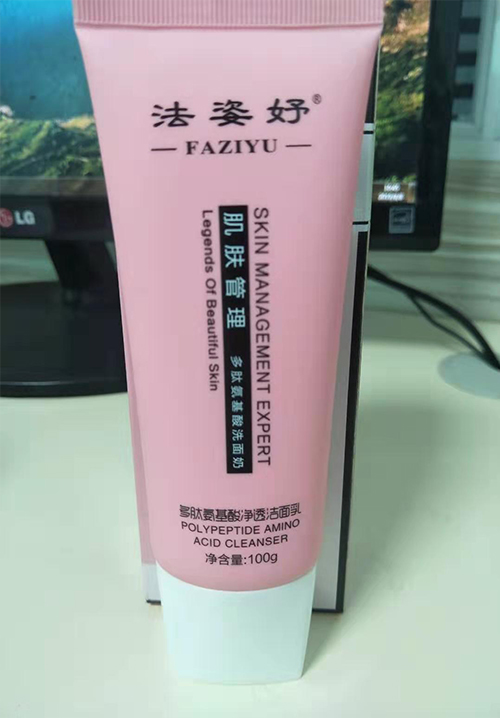 法姿妤®
— FAZIYU —
SKIN MANAGEMENT EXPERT
肌肤管理 多肽氨基酸洗面奶
Legends Of Beautiful Skin
多肽氨基酸净透洁面乳
POLYPEPTIDE AMINO
ACID CLEANSER
净含量:100g
LG